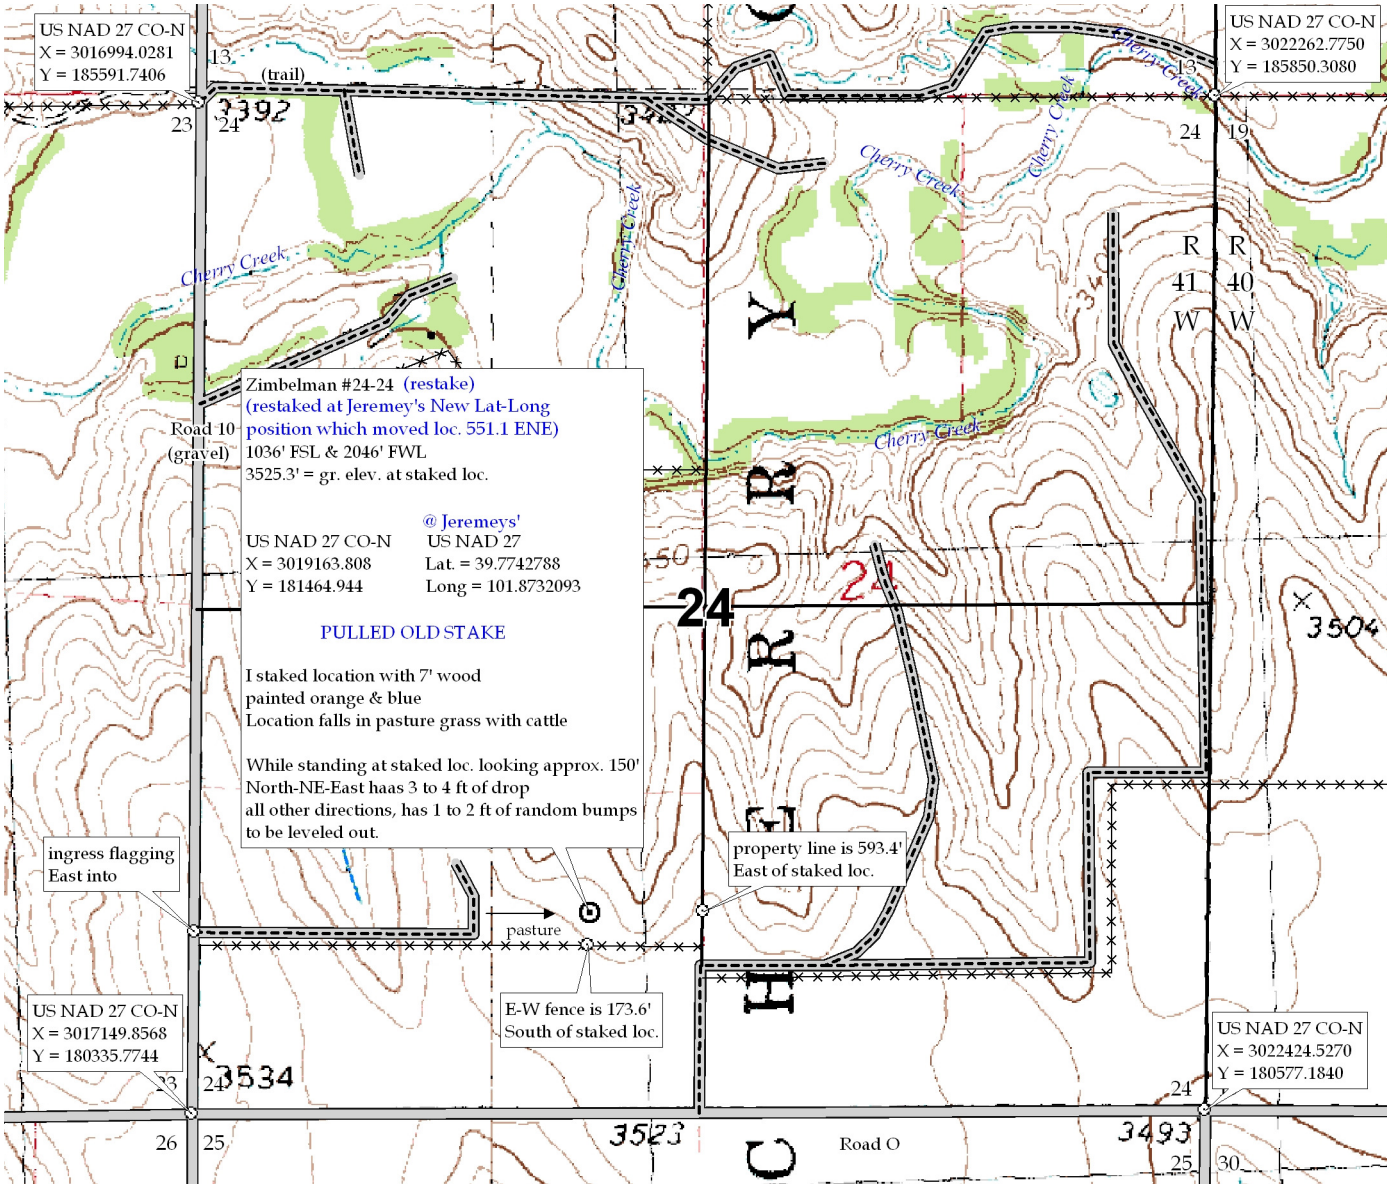 US NAD 27 CO-N
X = 3016994.0281
Y = 185591.7406
US NAD 27 CO-N
X = 3022262.7750
Y = 185850.3080
13
(trail)
3392
23
24
13
24
19
Cherry Creek
Cherry Creek
Cherry Creek
Cherry Creek
Cherry Creek
Cherry Creek
R
R
41
40
W
W
Road 10
(gravel)
Zimbelman #24-24 (restake)
(restaked at Jeremey's New Lat-Long
position which moved loc. 551.1 ENE)
1036' FSL & 2046' FWL
3525.3' = gr. elev. at staked loc.
@ Jeremeys'
US NAD 27 CO-N
US NAD 27
X = 3019163.808
Lat. = 39.7742788
Y = 181464.944
Long = 101.8732093
PULLED OLD STAKE
I staked location with 7' wood
painted orange & blue
Location falls in pasture grass with cattle
While standing at staked loc. looking approx. 150'
North-NE-East haas 3 to 4 ft of drop
all other directions, has 1 to 2 ft of random bumps
to be leveled out.
24
24
3504
C H E R R Y
ingress flagging
East into
property line is 593.4'
East of staked loc.
pasture
E-W fence is 173.6'
South of staked loc.
US NAD 27 CO-N
X = 3017149.8568
Y = 180335.7744
US NAD 27 CO-N
X = 3022424.5270
Y = 180577.1840
23
24
3534
24
26
25
3523
Road O
3493
25
30